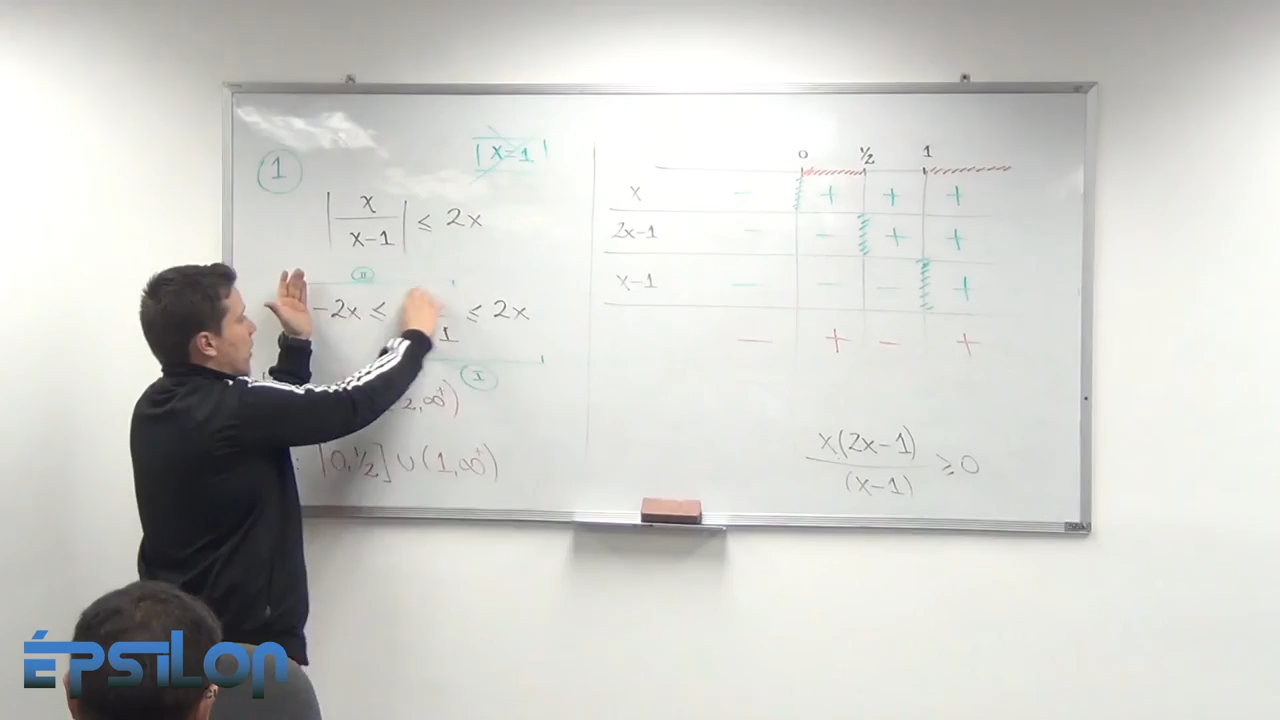 1
| x=1 |
| x / x-1 | ≤ 2x
II
-2x ≤
1
≤ 2x
I
2,∞⁺)
: [0,½] ∪ (1,∞⁺)
0 ½ 1
x - + + +
2x-1 - - + +
x-1 - - - +
- + - +
x(2x-1) / (x-1) ≥ 0
ÉPSILON